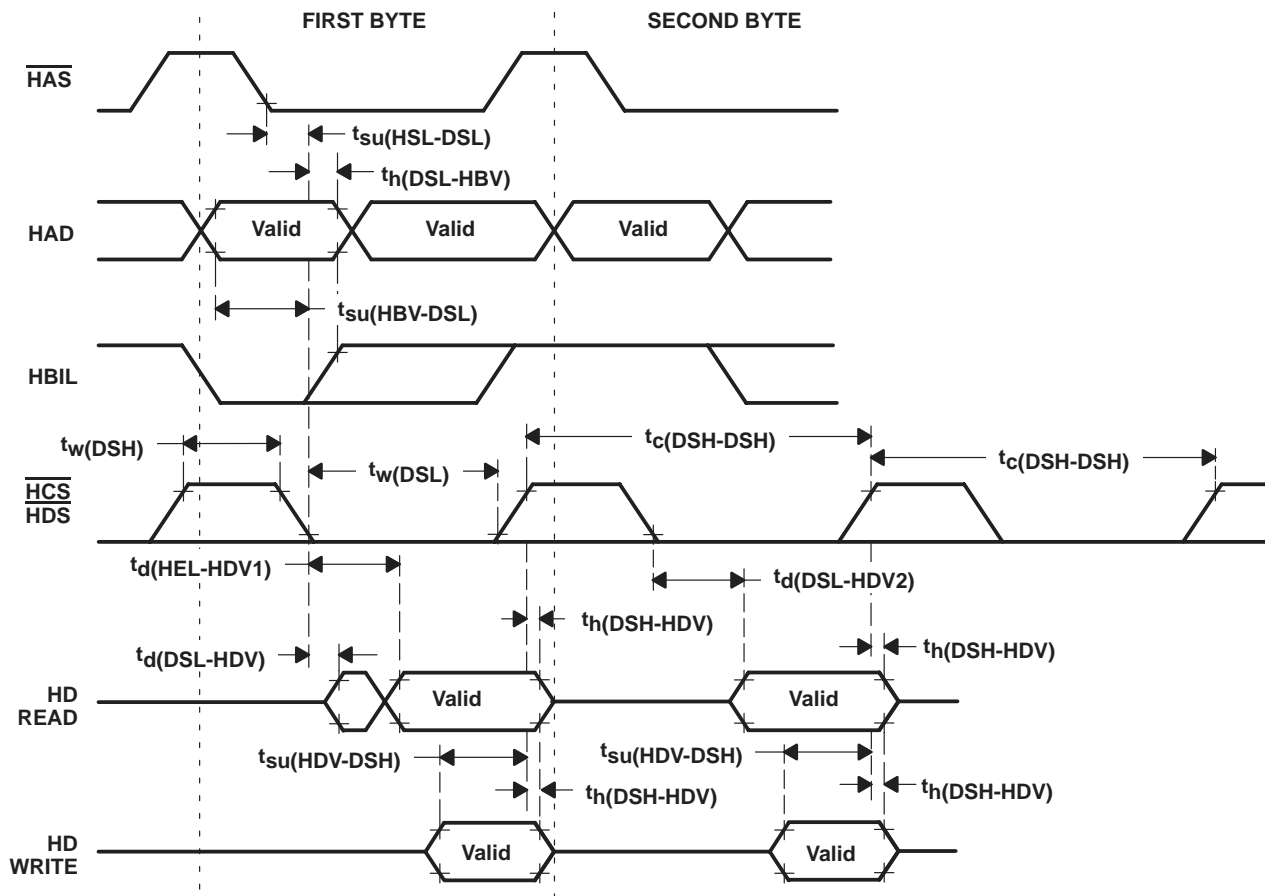 FIRST BYTE
SECOND BYTE
HAS
tsu(HSL-DSL)
th(DSL-HBV)
HAD
Valid
Valid
Valid
tsu(HBV-DSL)
HBIL
tw(DSH)
tc(DSH-DSH)
tw(DSL)
tc(DSH-DSH)
HCS
HDS
td(HEL-HDV1)
td(DSL-HDV2)
th(DSH-HDV)
td(DSL-HDV)
th(DSH-HDV)
HD
READ
Valid
Valid
tsu(HDV-DSH)
tsu(HDV-DSH)
th(DSH-HDV)
th(DSH-HDV)
HD
WRITE
Valid
Valid